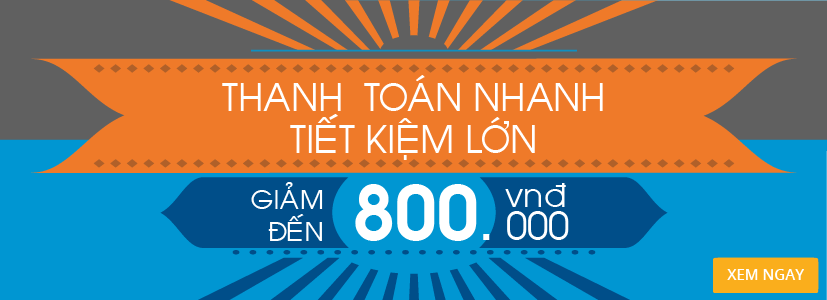 THANH TOÁN NHANH
TIẾT KIỆM LỚN
GIẢM
ĐẾN
800.
vnđ
000
XEM NGAY